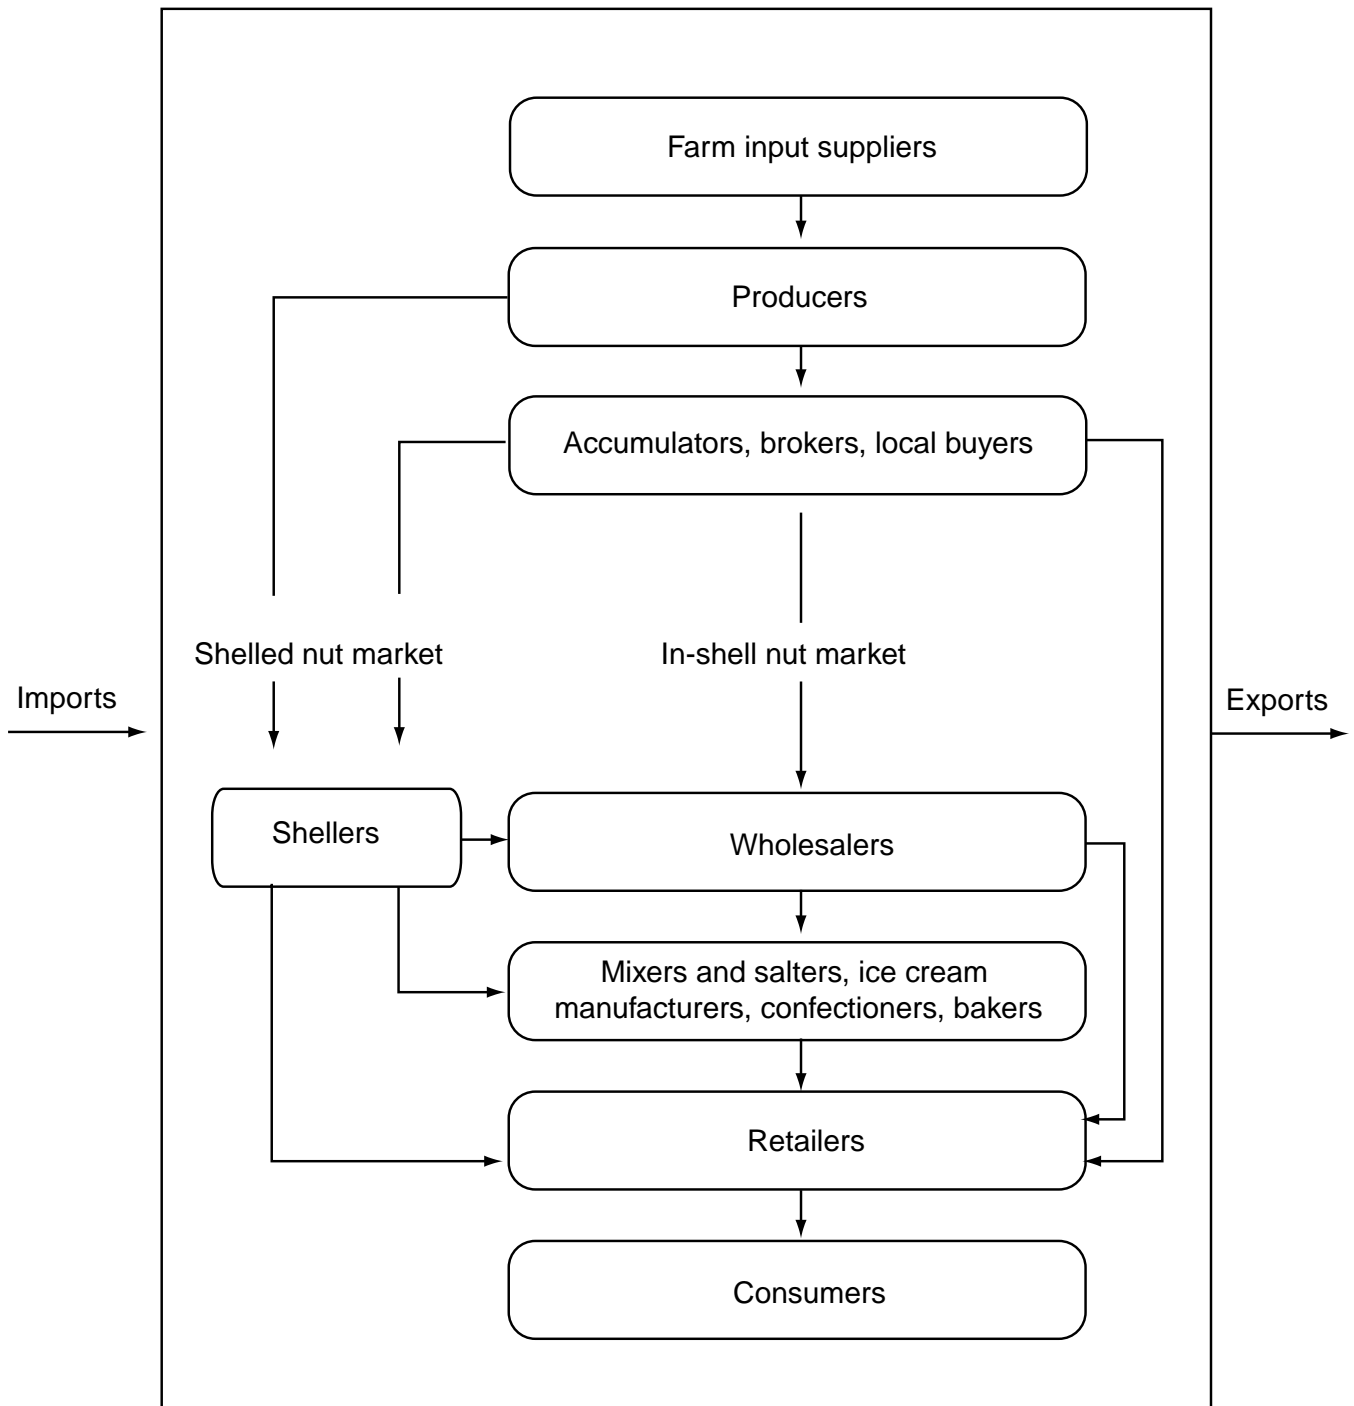 Farm input suppliers
Producers
Accumulators, brokers, local buyers
Shelled nut market
In-shell nut market
Imports
Exports
Shellers
Wholesalers
Mixers and salters, ice cream
manufacturers, confectioners, bakers
Retailers
Consumers